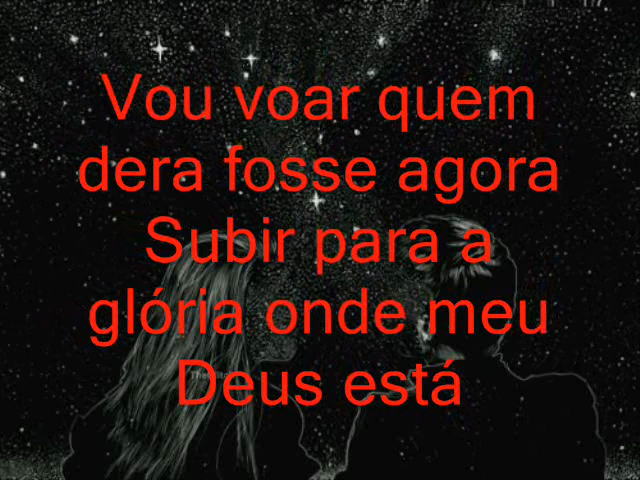 Vou voar quem
dera fosse agora
Subir para a
glória onde meu
Deus está